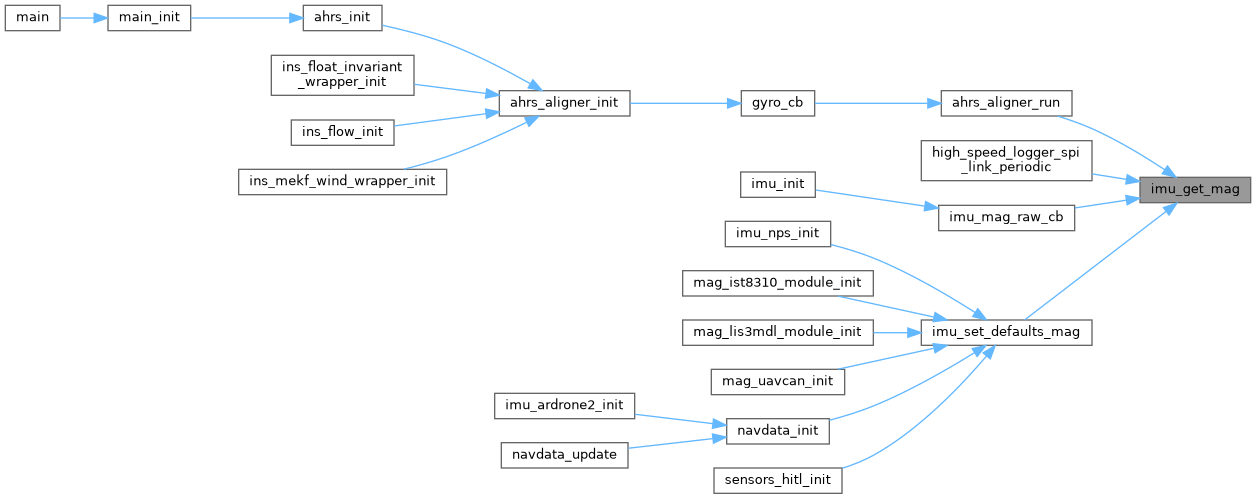 main
main_init
ahrs_init
ins_float_invariant
_wrapper_init
ins_flow_init
ins_mekf_wind_wrapper_init
ahrs_aligner_init
gyro_cb
ahrs_aligner_run
high_speed_logger_spi
_link_periodic
imu_get_mag
imu_init
imu_mag_raw_cb
imu_nps_init
mag_ist8310_module_init
mag_lis3mdl_module_init
imu_set_defaults_mag
mag_uavcan_init
imu_ardrone2_init
navdata_init
navdata_update
sensors_hitl_init